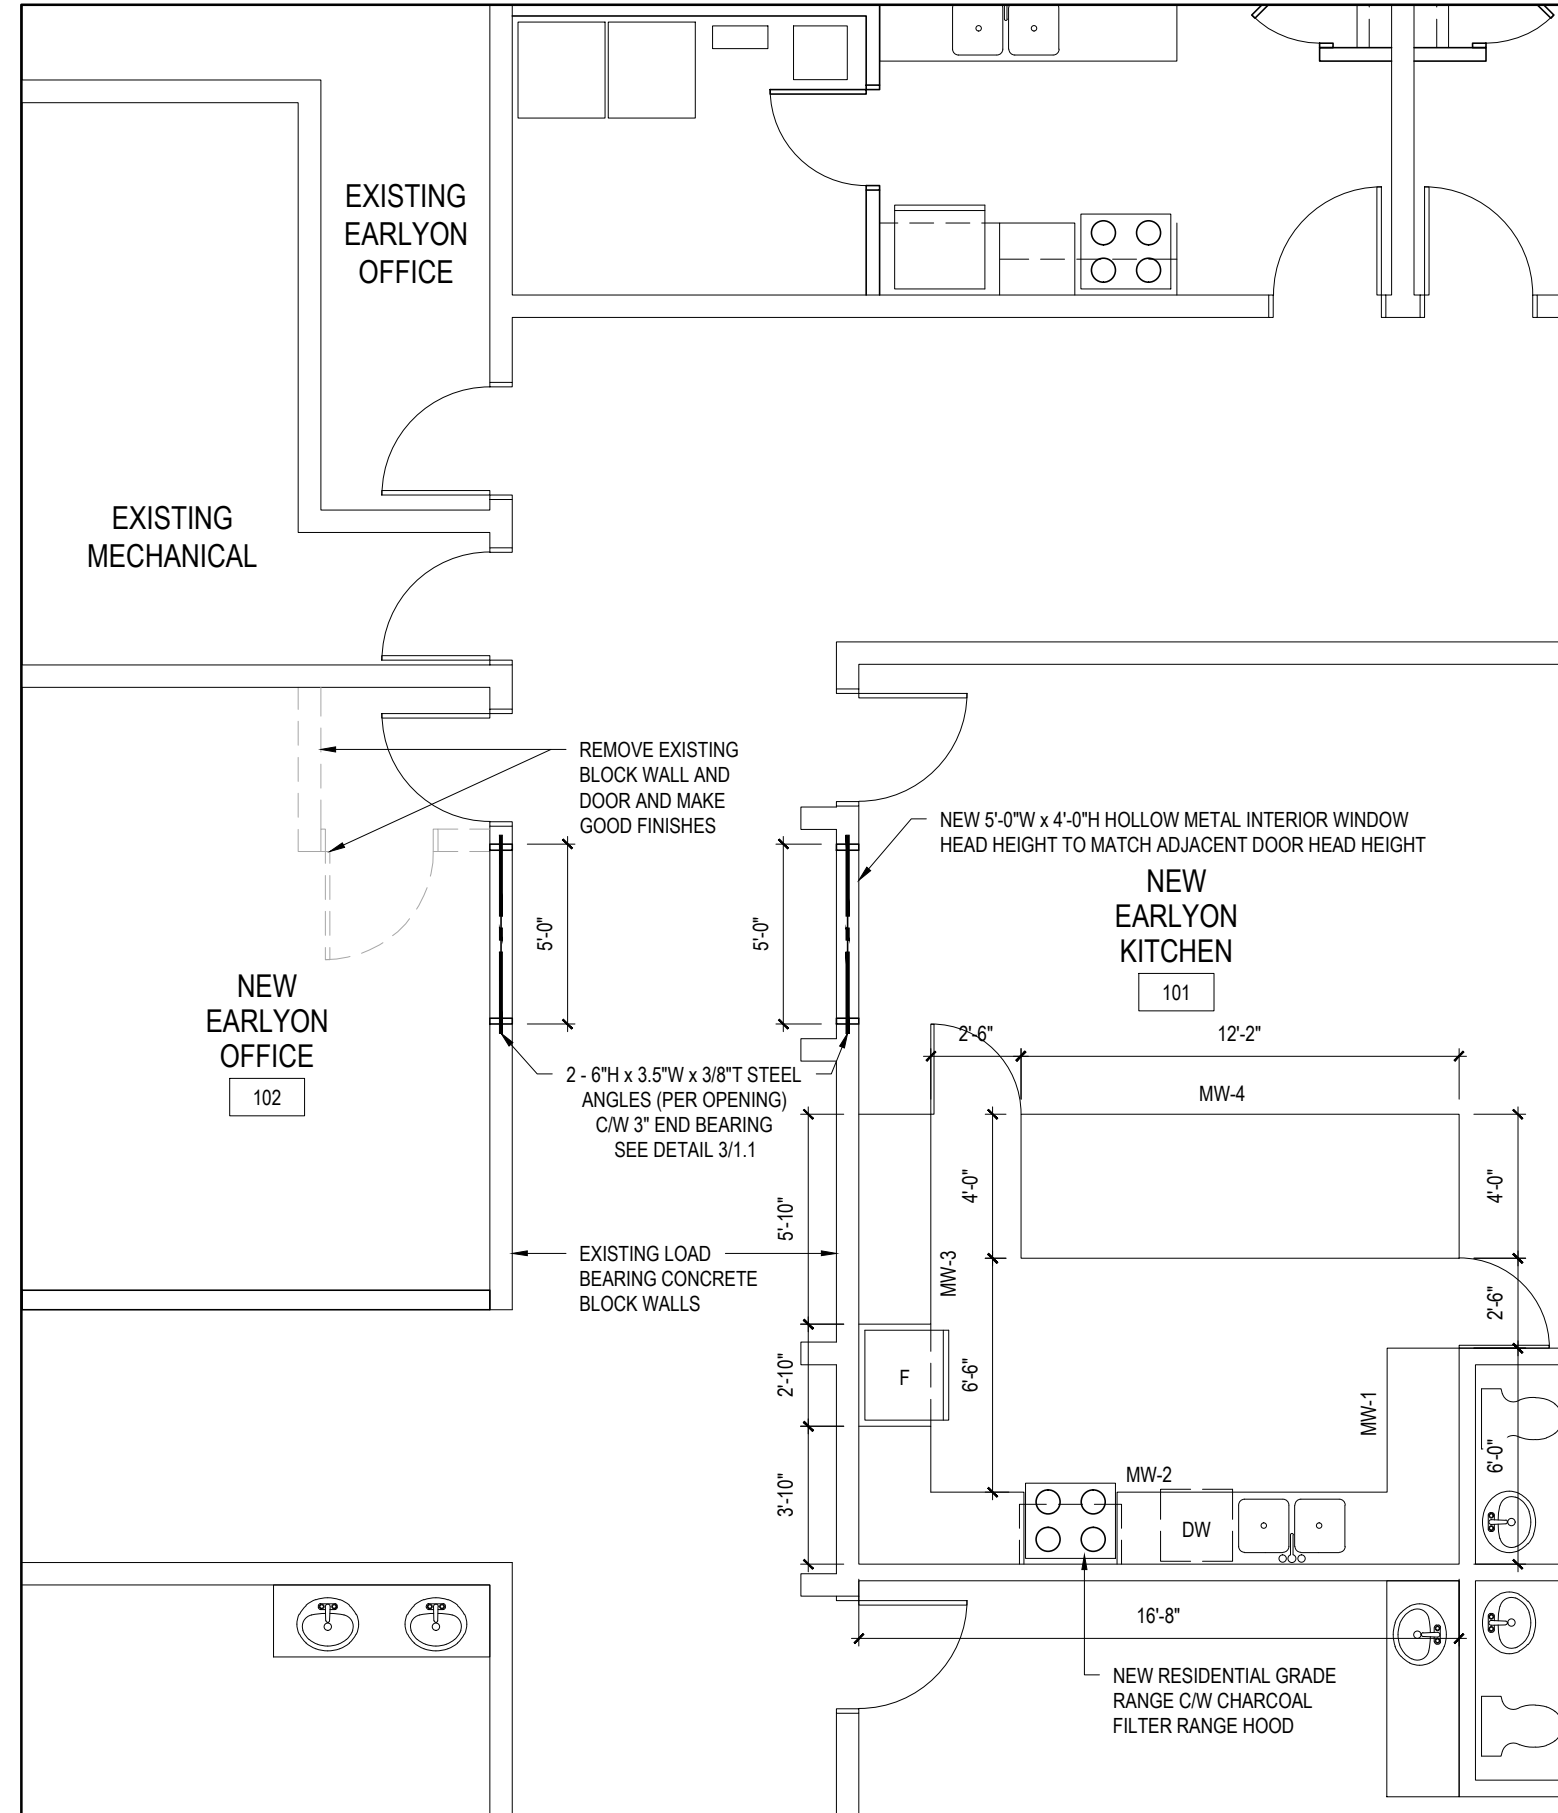 EXISTING
EARLYON
OFFICE
EXISTING
MECHANICAL
REMOVE EXISTING
BLOCK WALL AND
DOOR AND MAKE
GOOD FINISHES
NEW 5'-0"W x 4'-0"H HOLLOW METAL INTERIOR WINDOW
HEAD HEIGHT TO MATCH ADJACENT DOOR HEAD HEIGHT
NEW
EARLYON
KITCHEN
101
5'-0"
5'-0"
NEW
EARLYON
OFFICE
102
2'-6"
12'-2"
2 - 6"H x 3.5"W x 3/8"T STEEL
ANGLES (PER OPENING)
C/W 3" END BEARING
SEE DETAIL 3/1.1
MW-4
4'-0"
4'-0"
5'-10"
EXISTING LOAD
BEARING CONCRETE
BLOCK WALLS
MW-3
2'-6"
2'-10"
F
6'-6"
MW-1
6'-0"
MW-2
3'-10"
DW
16'-8"
NEW RESIDENTIAL GRADE
RANGE C/W CHARCOAL
FILTER RANGE HOOD